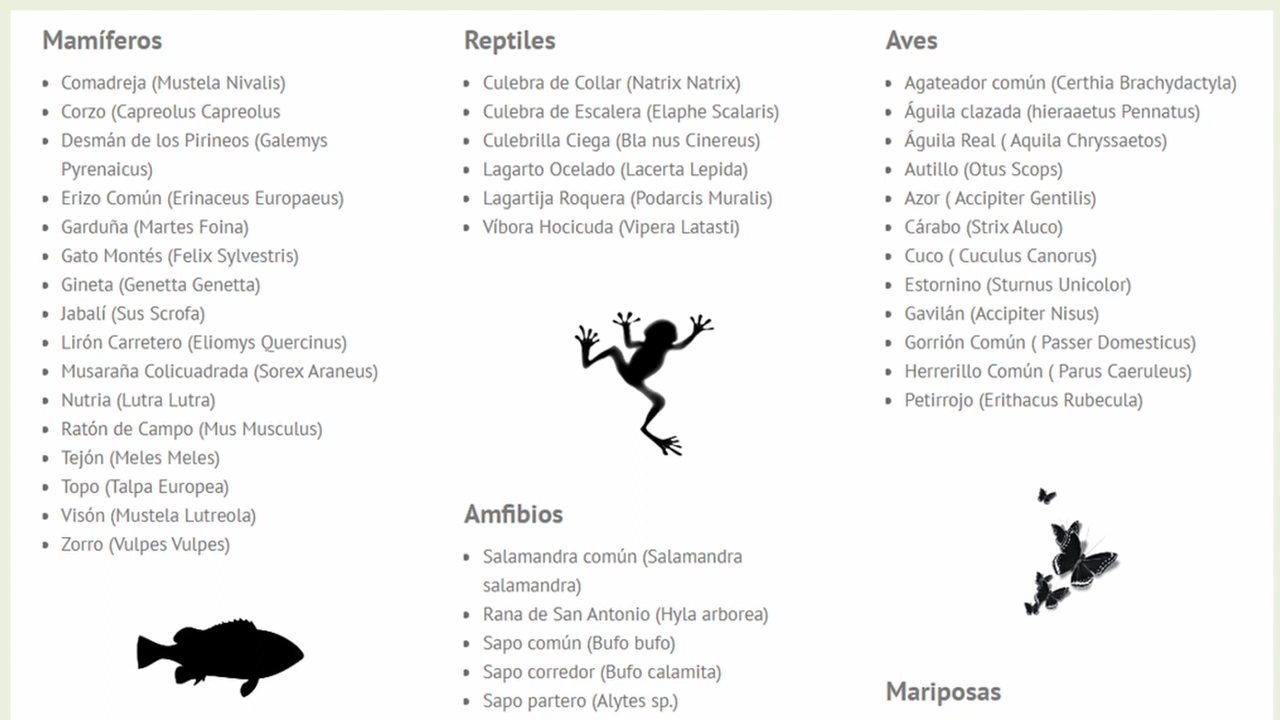 Mamíferos
Comadreja (Mustela Nivalis)
Corzo (Capreolus Capreolus
Desmán de los Pirineos (Galemys
Pyrenaicus)
Erizo Común (Erinaceus Europaeus)
Garduña (Martes Foina)
Gato Montés (Felix Sylvestris)
Gineta (Genetta Genetta)
Jabalí (Sus Scrofa)
Lirón Carretero (Eliomys Quercinus)
Musaraña Colicuadrada (Sorex Araneus)
Nutria (Lutra Lutra)
Ratón de Campo (Mus Musculus)
Tejón (Meles Meles)
Topo (Talpa Europea)
Visón (Mustela Lutreola)
Zorro (Vulpes Vulpes)
Reptiles
Culebra de Collar (Natrix Natrix)
Culebra de Escalera (Elaphe Scalaris)
Culebrilla Ciega (Bla nus Cinereus)
Lagarto Ocelado (Lacerta Lepida)
Lagartija Roquera (Podarcis Muralis)
Víbora Hocicuda (Vipera Latasti)
Amfibios
Salamandra común (Salamandra
salamandra)
Rana de San Antonio (Hyla arborea)
Sapo común (Bufo bufo)
Sapo corredor (Bufo calamita)
Sapo partero (Alytes sp.)
Aves
Agateador común (Certhia Brachydactyla)
Águila clazada (hieraaetus Pennatus)
Águila Real ( Aquila Chryssaetos)
Autillo (Otus Scops)
Azor ( Accipiter Gentilis)
Cárabo (Strix Aluco)
Cuco ( Cuculus Canorus)
Estornino (Sturnus Unicolor)
Gavilán (Accipiter Nisus)
Gorrión Común ( Passer Domesticus)
Herrerillo Común ( Parus Caeruleus)
Petirrojo (Erithacus Rubecula)
Mariposas